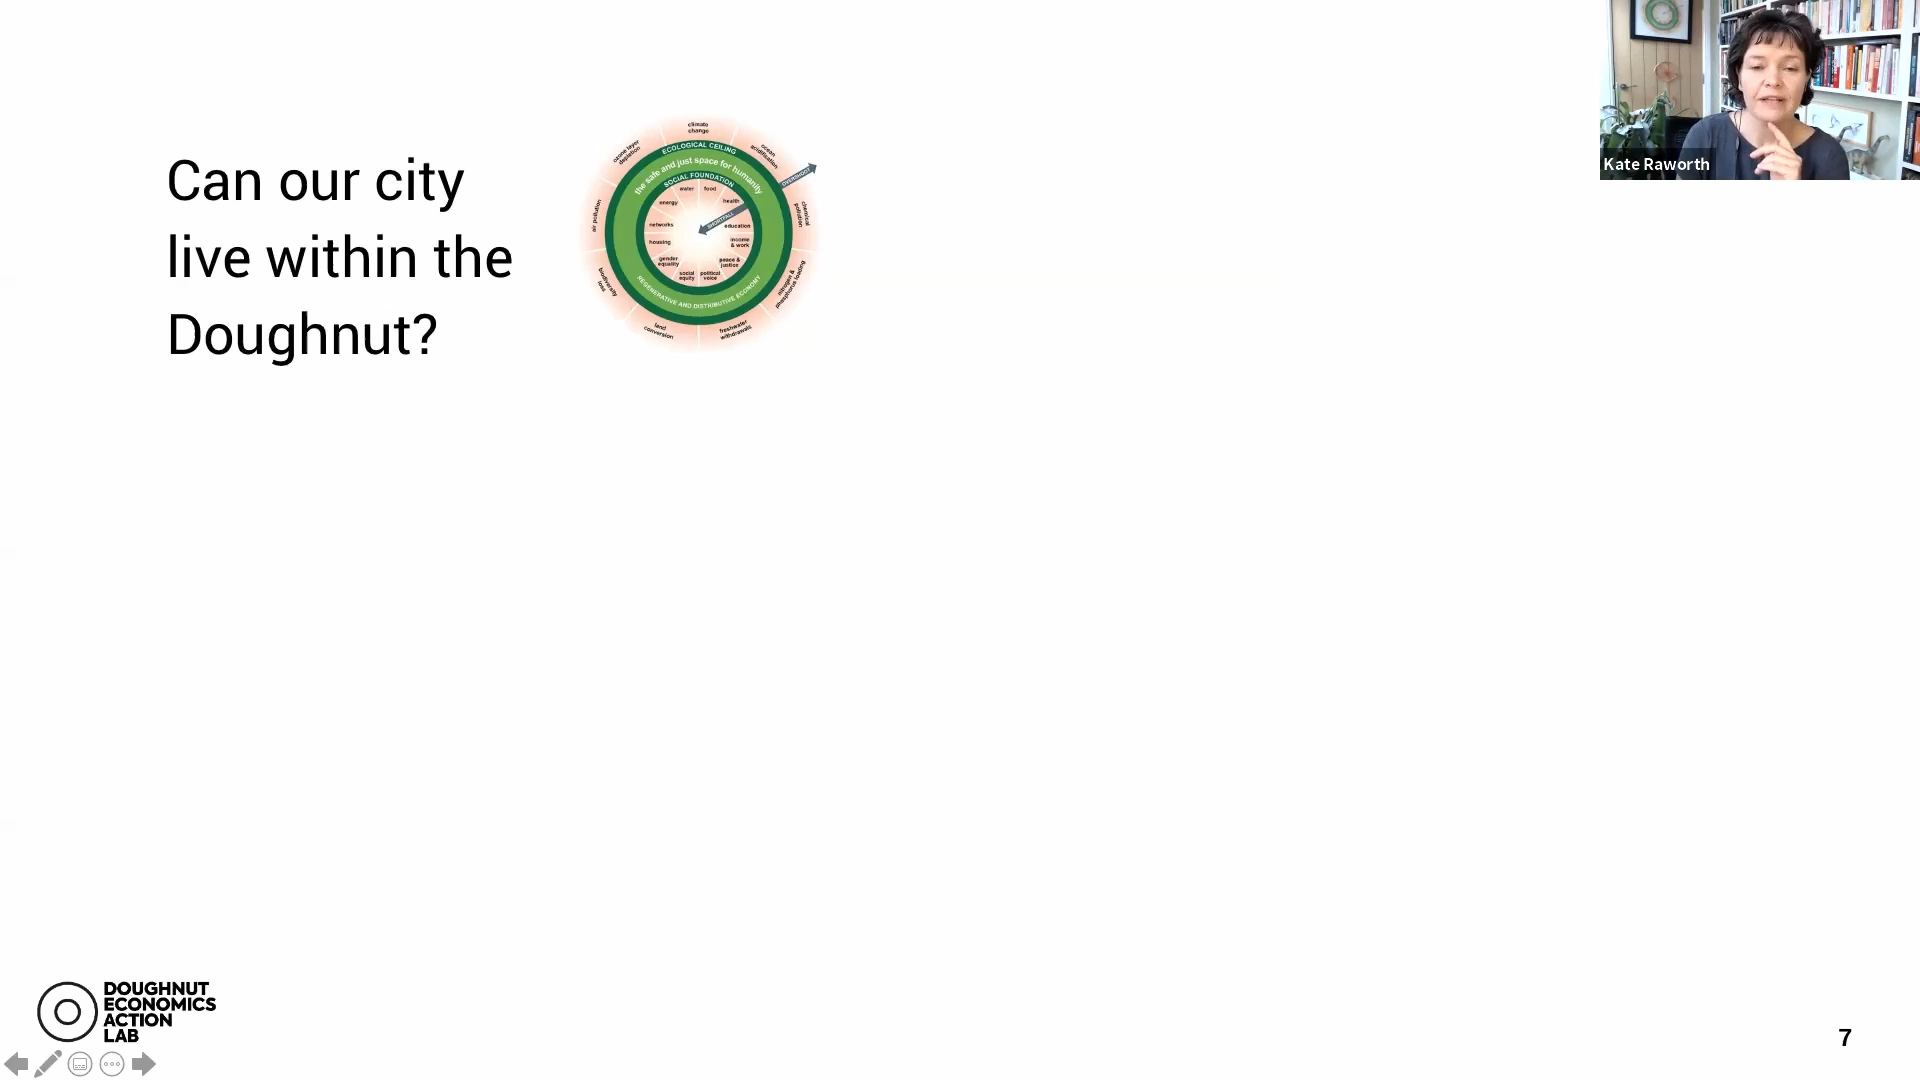 Can our city
live within the
Doughnut?
climate
change
ocean
acidification
chemical
pollution
nitrogen &
phosphorus loading
freshwater
withdrawals
land
conversion
biodiversity
loss
air pollution
ozone layer
depletion
ECOLOGICAL CEILING
the safe and just space for humanity
SOCIAL FOUNDATION
OVERSHOOT
SHORTFALL
water
food
health
education
income
& work
peace &
justice
political
voice
social
equity
gender
equality
housing
networks
energy
REGENERATIVE AND DISTRIBUTIVE ECONOMY
Kate Raworth
DOUGHNUT
ECONOMICS
ACTION
LAB
7